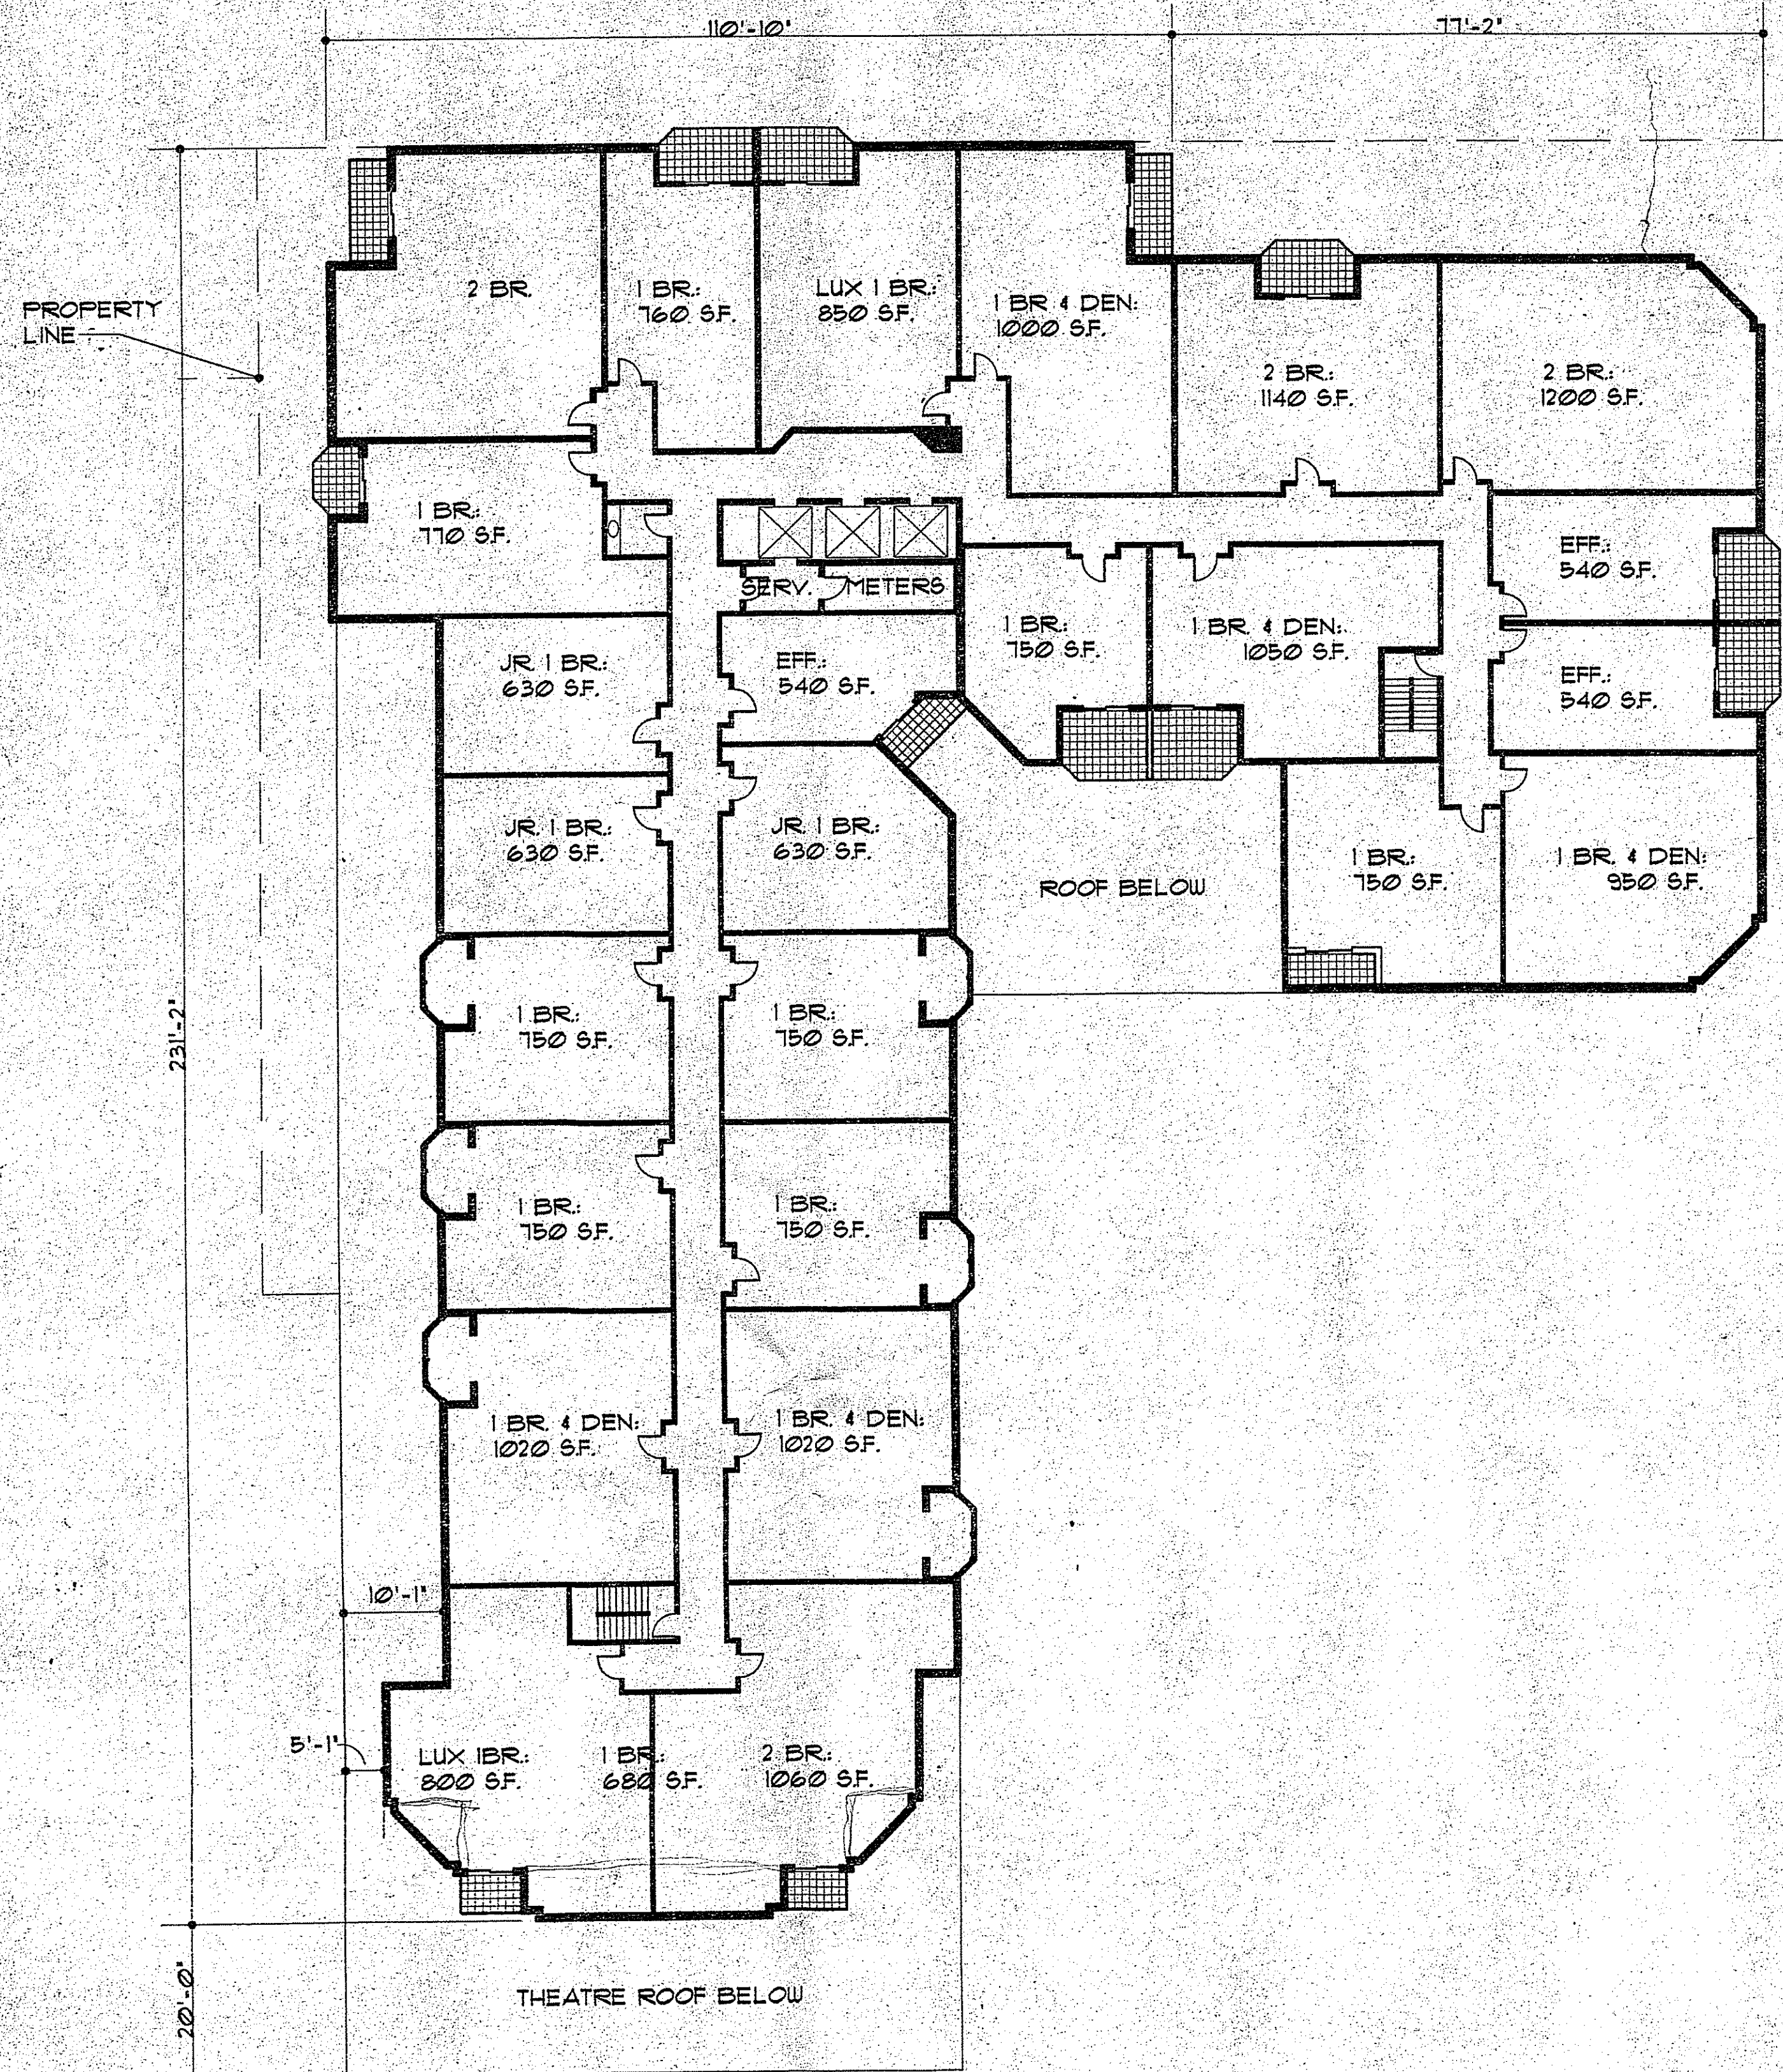 110'-10"
77'-2"
PROPERTY
LINE
2 BR.
1 BR.:
760 S.F.
LUX 1 BR.:
850 S.F.
1 BR & DEN:
1000 S.F.
2 BR.:
1140 S.F.
2 BR.:
1200 S.F.
1 BR.:
770 S.F.
SERV.
METERS
EFF.:
540 S.F.
1 BR.:
750 S.F.
1 BR. & DEN:
1050 S.F.
EFF.:
540 S.F.
JR. 1 BR.:
630 S.F.
EFF.:
540 S.F.
JR. 1 BR.:
630 S.F.
JR. 1 BR.:
630 S.F.
ROOF BELOW
1 BR.:
750 S.F.
1 BR. & DEN:
950 S.F.
231'-2"
1 BR.:
750 S.F.
1 BR.:
750 S.F.
1 BR.:
750 S.F.
1 BR.:
750 S.F.
1 BR. & DEN:
1020 S.F.
1 BR. & DEN:
1020 S.F.
10'-1"
5'-1"
LUX 1BR.:
800 S.F.
1 BR.:
680 S.F.
2 BR.:
1060 S.F.
20'-0"
THEATRE ROOF BELOW